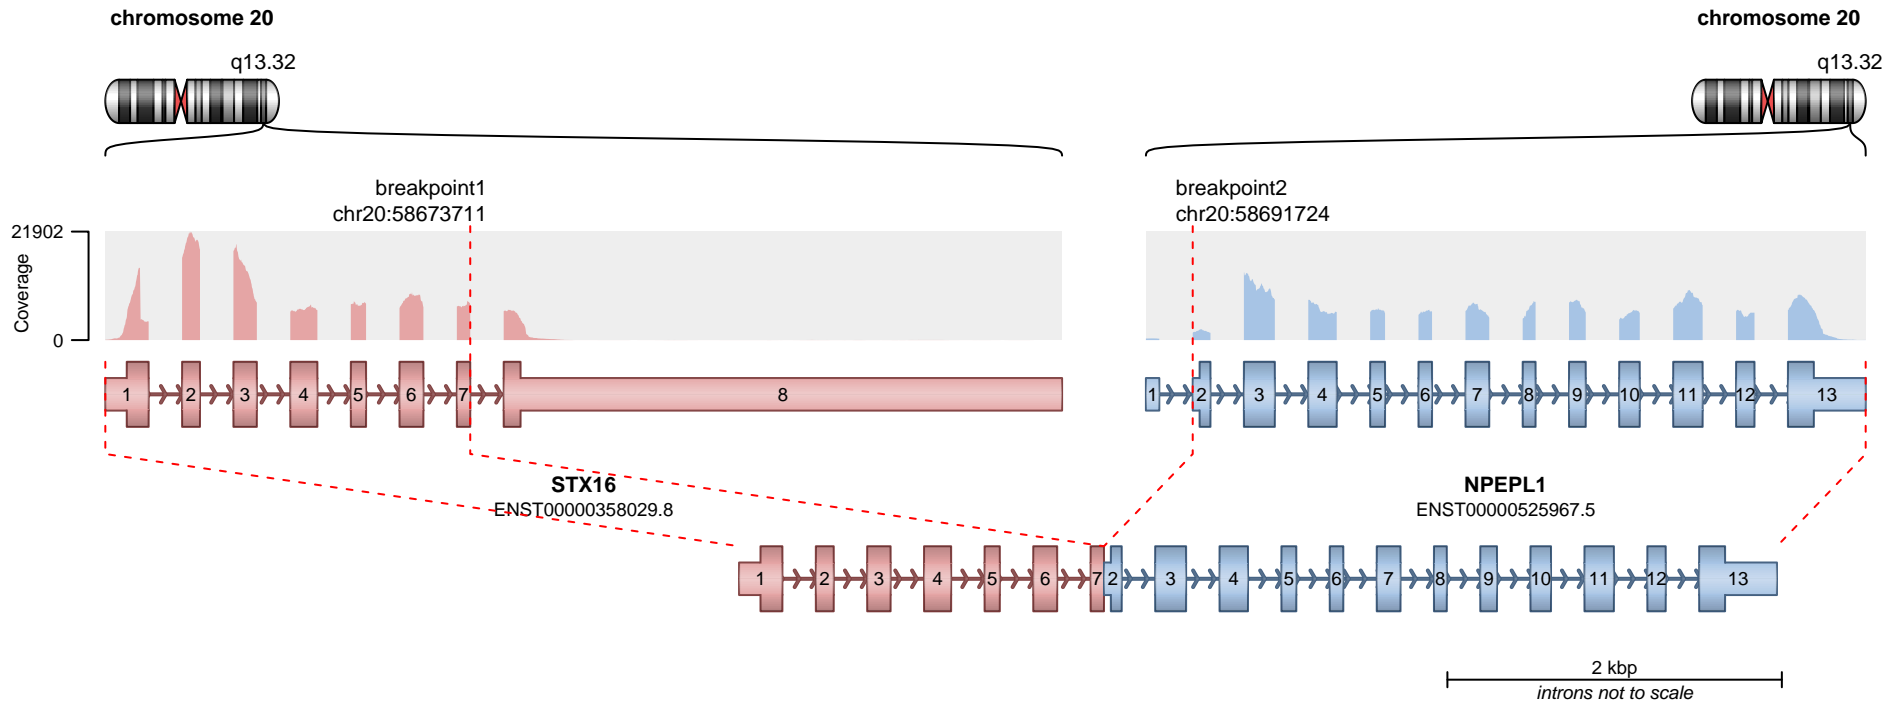 chromosome 20
chromosome 20
q13.32
q13.32
breakpoint1
chr20:58673711
breakpoint2
chr20:58691724
21902
Coverage
0
1 2 3 4 5 6 7 8
1 2 3 4 5 6 7 8 9 10 11 12 13
STX16
ENST00000358029.8
NPEPL1
ENST00000525967.5
1 2 3 4 5 6 7 2 3 4 5 6 7 8 9 10 11 12 13
2 kbp
introns not to scale